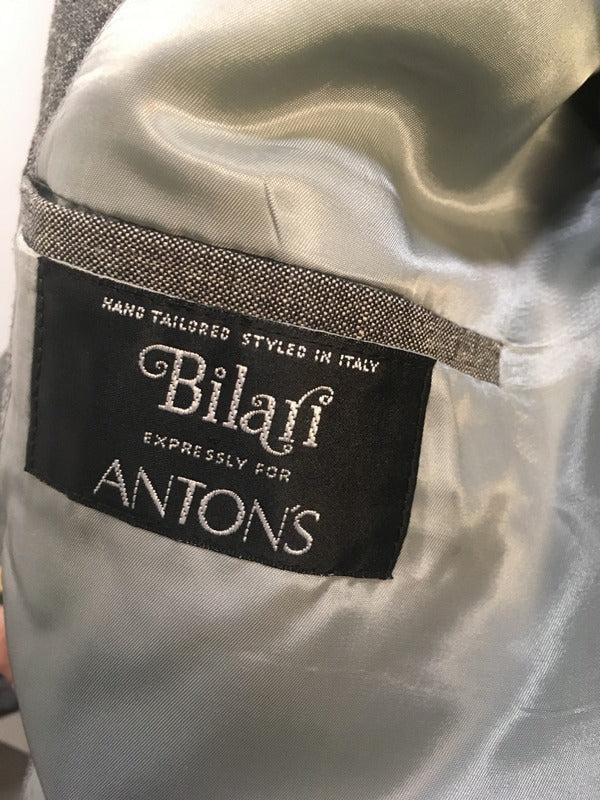 HAND TAILORED STYLED IN ITALY
Bilari
EXPRESSLY FOR
ANTON'S